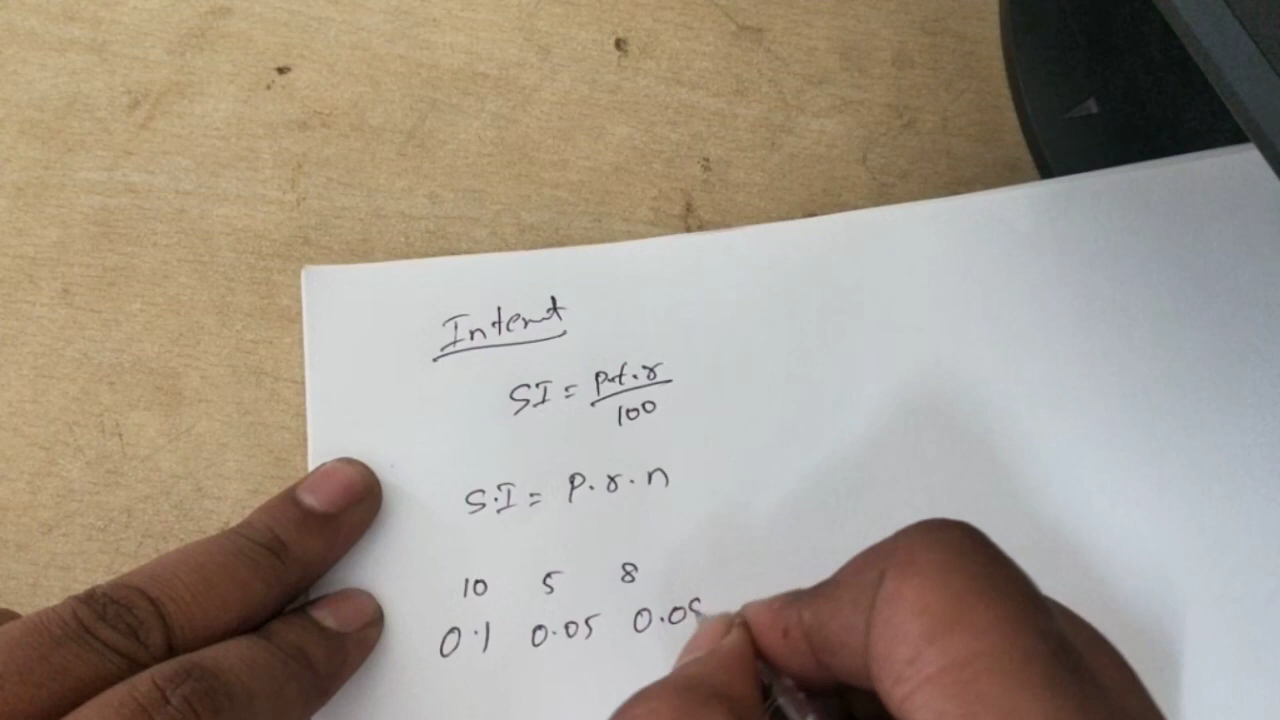 Interest
SI = p.t.r
100
S.I = p.r.n
10 5 8
0.1 0.05 0.08